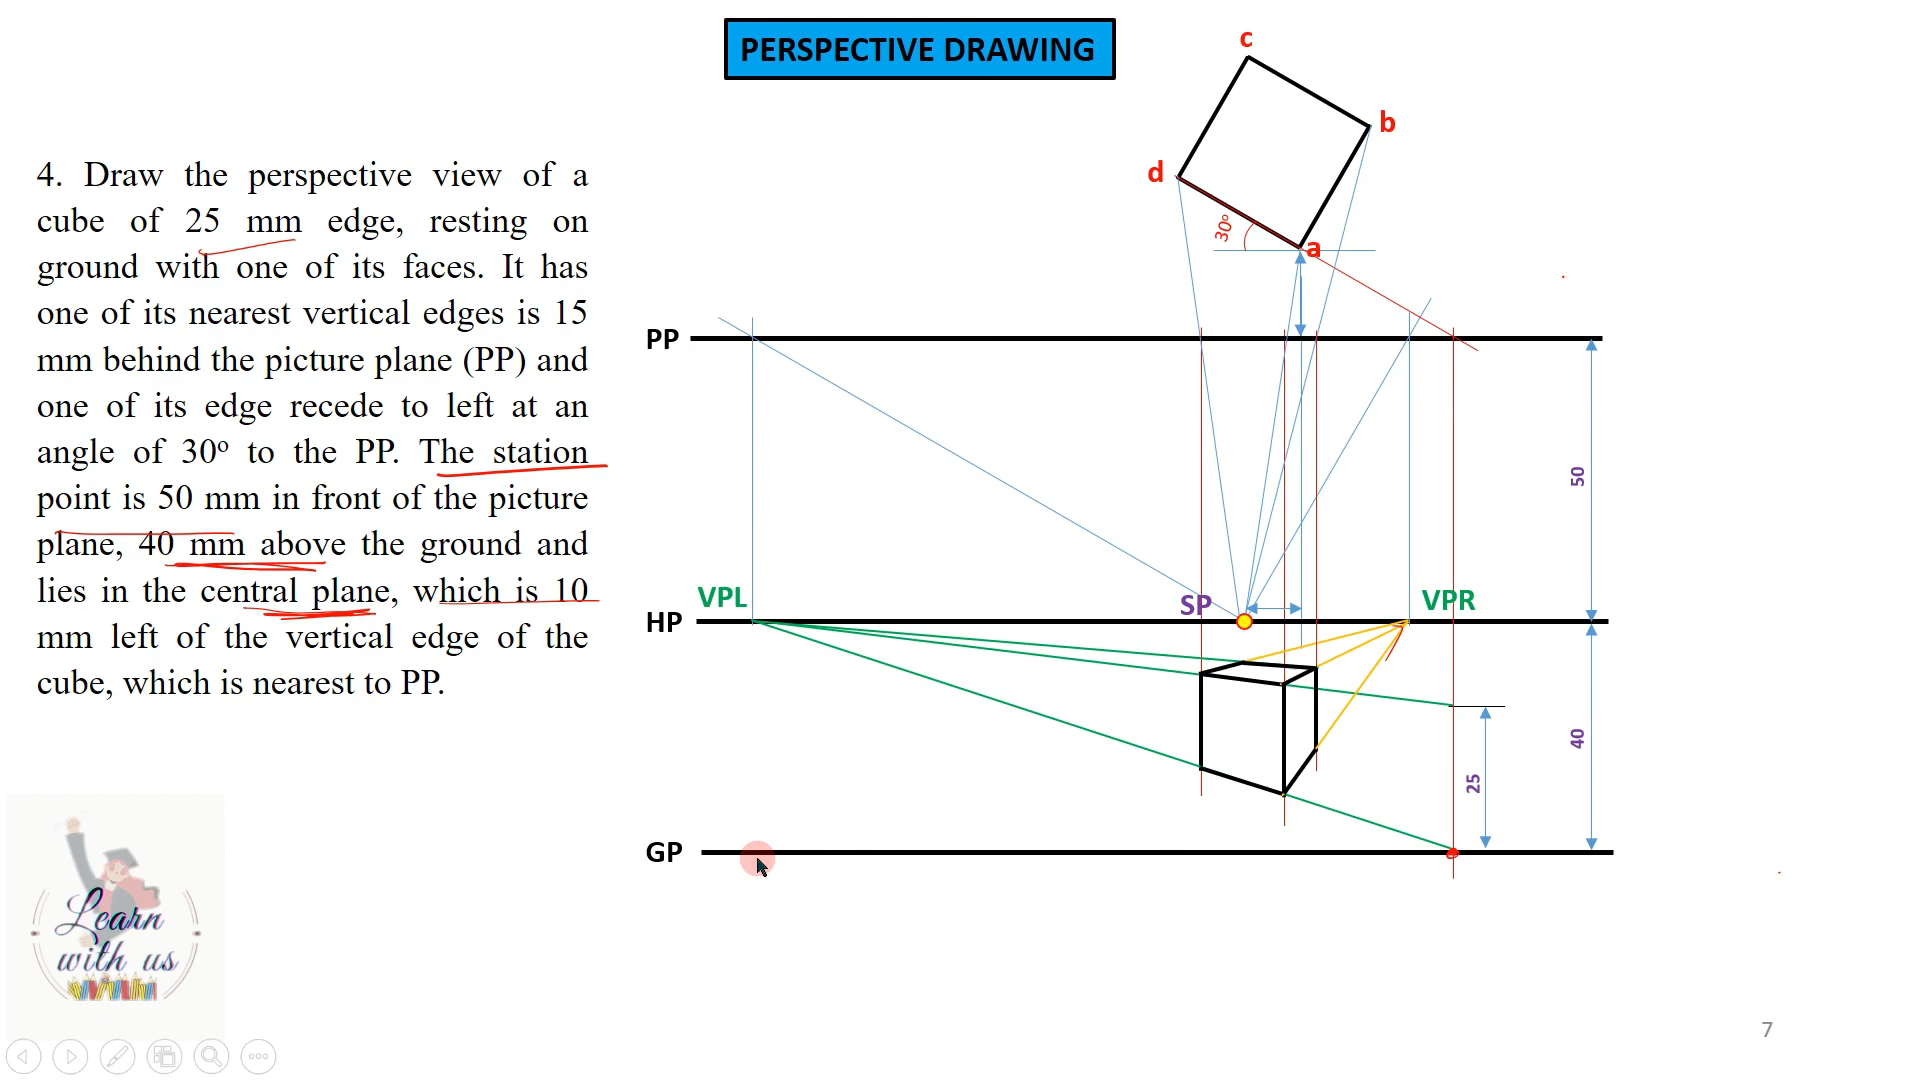 PERSPECTIVE DRAWING
4. Draw the perspective view of a
cube of 25 mm edge, resting on
ground with one of its faces. It has
one of its nearest vertical edges is 15
mm behind the picture plane (PP) and
one of its edge recede to left at an
angle of 30º to the PP. The station
point is 50 mm in front of the picture
plane, 40 mm above the ground and
lies in the central plane, which is 10
mm left of the vertical edge of the
cube, which is nearest to PP.
c
b
d
30º
a
PP
50
VPL
SP
VPR
HP
40
25
GP
Learn
with us
7